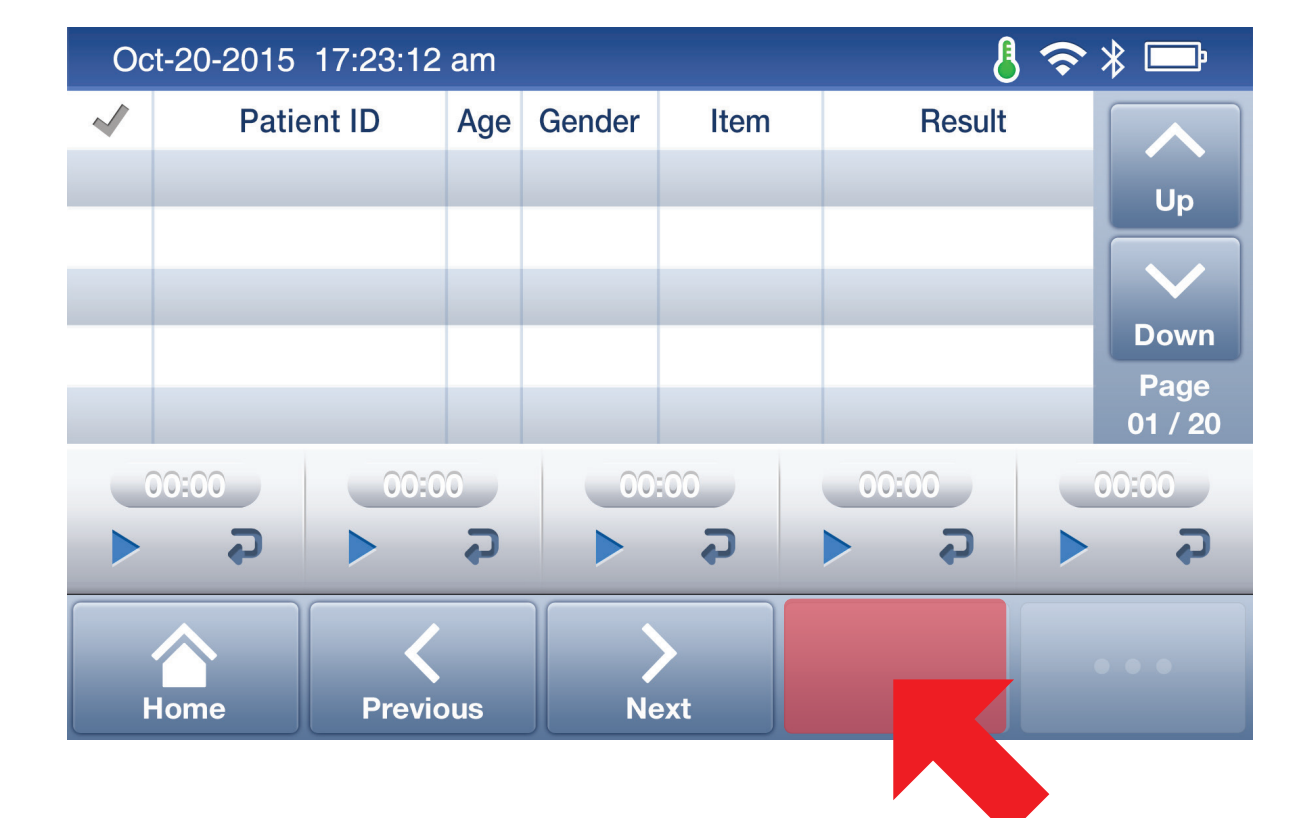 Oct-20-2015 17:23:12 am
Patient ID Age Gender Item Result
Up
Down
Page
01 / 20
00:00 00:00 00:00 00:00 00:00
Home Previous Next